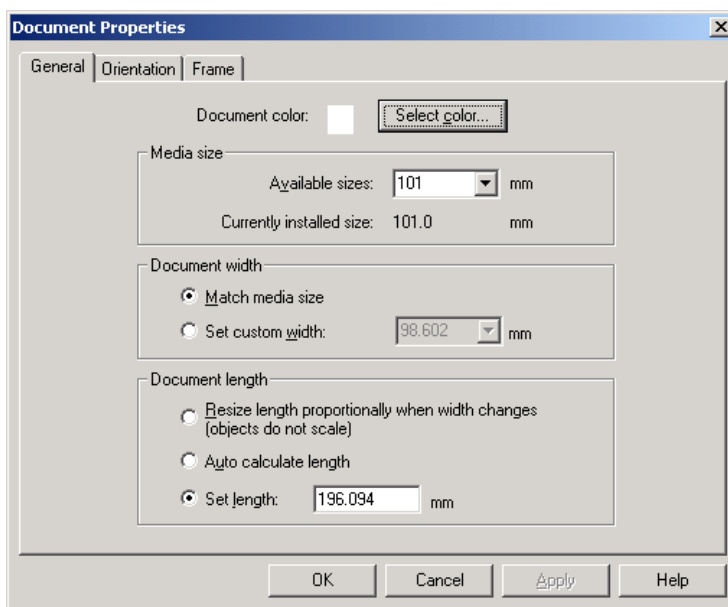 Document Properties
General Orientation Frame
Document color: Select color...
Media size
Available sizes: 101 mm
Currently installed size: 101.0 mm
Document width
Match media size
Set custom width: 98.602 mm
Document length
Resize length proportionally when width changes
(objects do not scale)
Auto calculate length
Set length: 196.094 mm
OK Cancel Apply Help